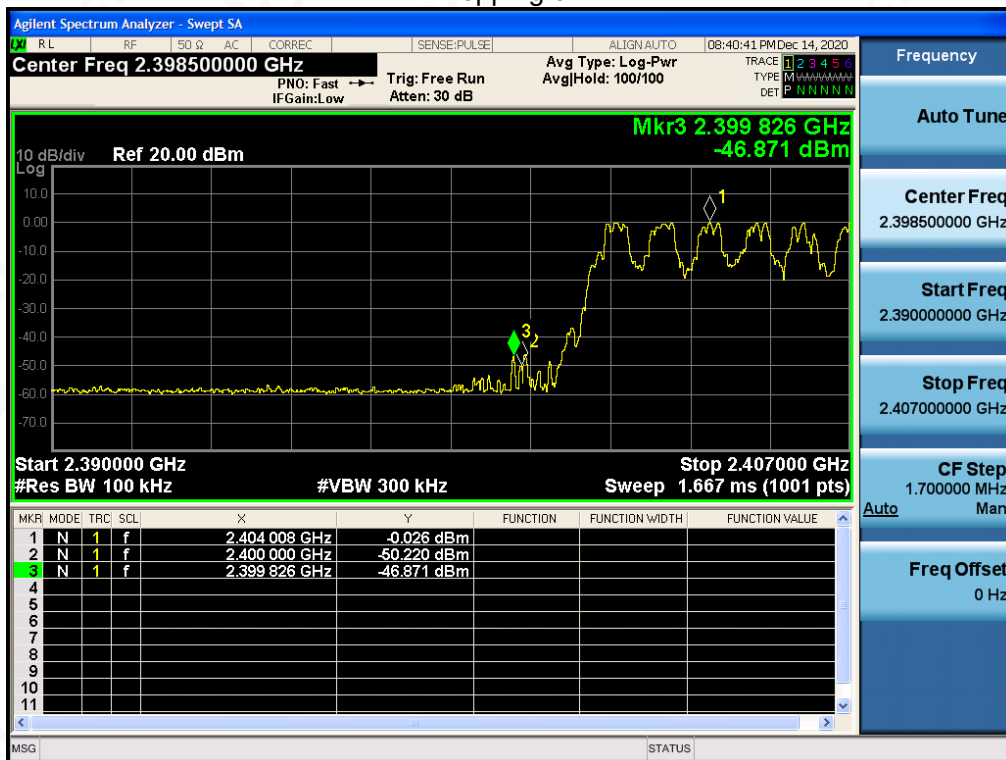 Agilent Spectrum Analyzer - Swept SA
LXI RL RF 50 Ω AC CORREC SENSE:PULSE ALIGN AUTO 08:40:41 PM Dec 14, 2020
Center Freq 2.398500000 GHz
PNO: Fast
IFGain:Low
Trig: Free Run
Atten: 30 dB
Avg Type: Log-Pwr
Avg|Hold: 100/100
TRACE 1 2 3 4 5 6
TYPE M
DET P N N N N N
Mkr3 2.399 826 GHz
-46.871 dBm
10 dB/div Ref 20.00 dBm
Log
10.0
0.00
-10.0
-20.0
-30.0
-40.0
-50.0
-60.0
-70.0
1
3
2
Start 2.390000 GHz Stop 2.407000 GHz
#Res BW 100 kHz #VBW 300 kHz Sweep 1.667 ms (1001 pts)
MKR MODE TRC SCL X Y FUNCTION FUNCTION WIDTH FUNCTION VALUE
1 N 1 f 2.404 008 GHz -0.026 dBm
2 N 1 f 2.400 000 GHz -50.220 dBm
3 N 1 f 2.399 826 GHz -46.871 dBm
4
5
6
7
8
9
10
11
MSG STATUS
Frequency
Auto Tune
Center Freq
2.398500000 GHz
Start Freq
2.390000000 GHz
Stop Freq
2.407000000 GHz
CF Step
1.700000 MHz
Auto Man
Freq Offset
0 Hz